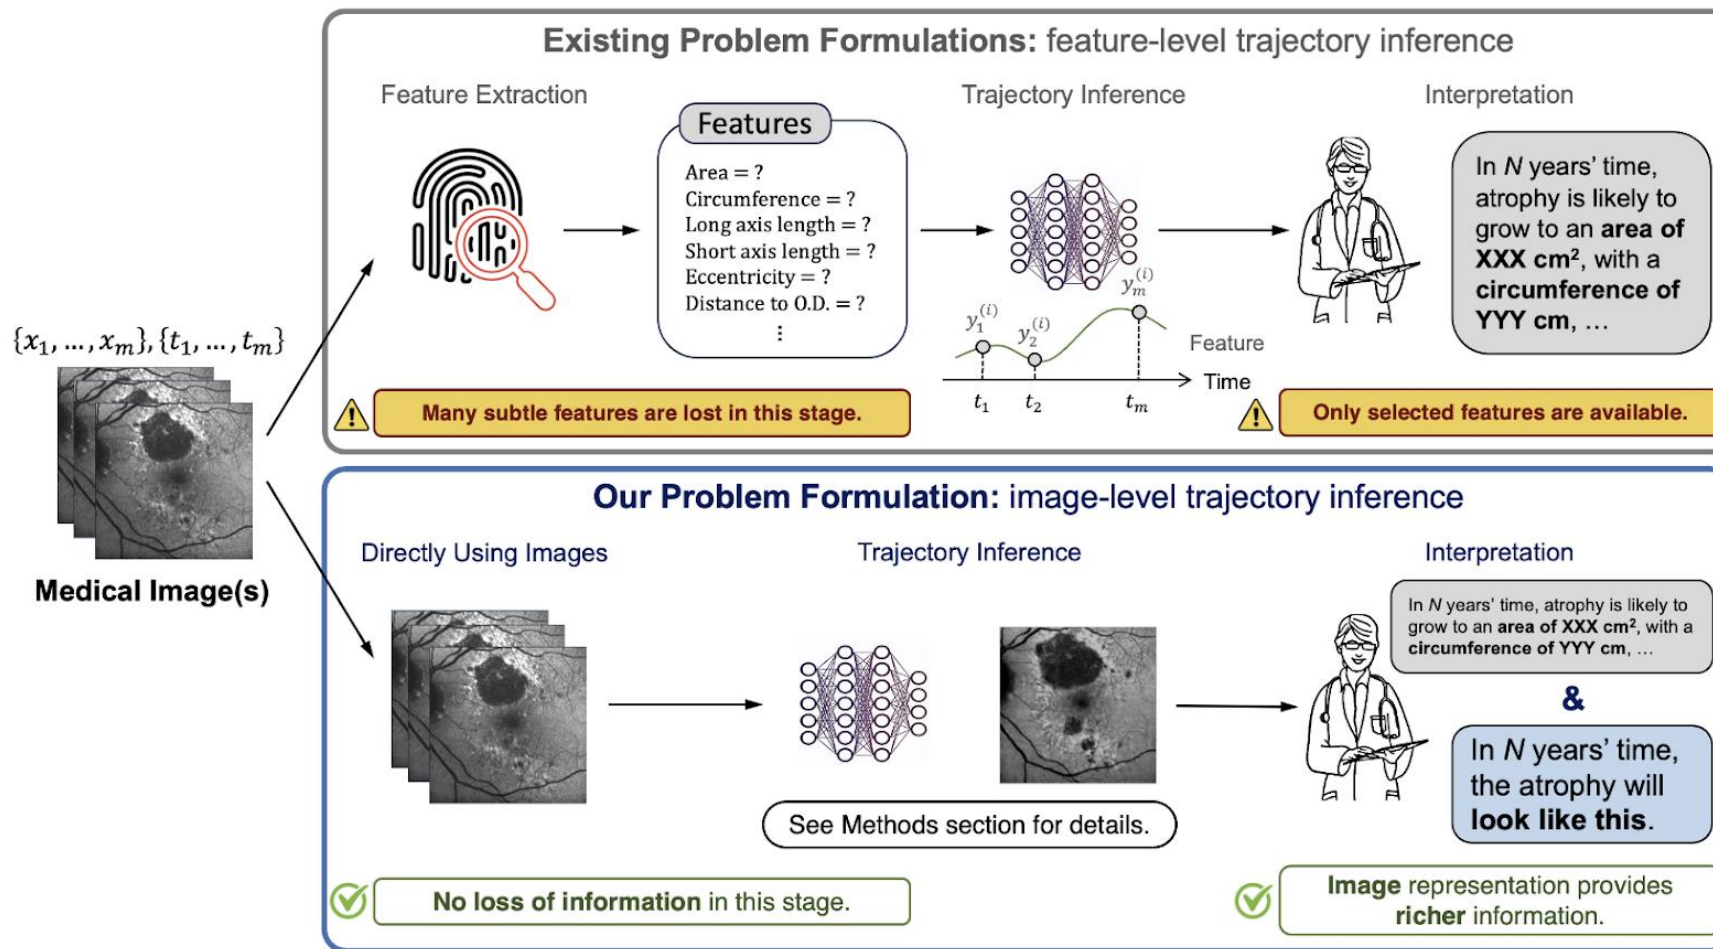 Existing Problem Formulations: feature-level trajectory inference
Feature Extraction
Trajectory Inference
Interpretation
Features
Area = ?
Circumference = ?
Long axis length = ?
Short axis length = ?
Eccentricity = ?
Distance to O.D. = ?
⋮
y₁⁽ⁱ⁾
y₂⁽ⁱ⁾
yₘ⁽ⁱ⁾
Feature
Time
t₁
t₂
tₘ
In N years’ time,
atrophy is likely to
grow to an area of
XXX cm², with a
circumference of
YYY cm, …
Many subtle features are lost in this stage.
Only selected features are available.
{x₁, …, xₘ}, {t₁, …, tₘ}
Medical Image(s)
Our Problem Formulation: image-level trajectory inference
Directly Using Images
Trajectory Inference
Interpretation
See Methods section for details.
In N years’ time, atrophy is likely to
grow to an area of XXX cm², with a
circumference of YYY cm, …
&
In N years’ time,
the atrophy will
look like this.
No loss of information in this stage.
Image representation provides
richer information.